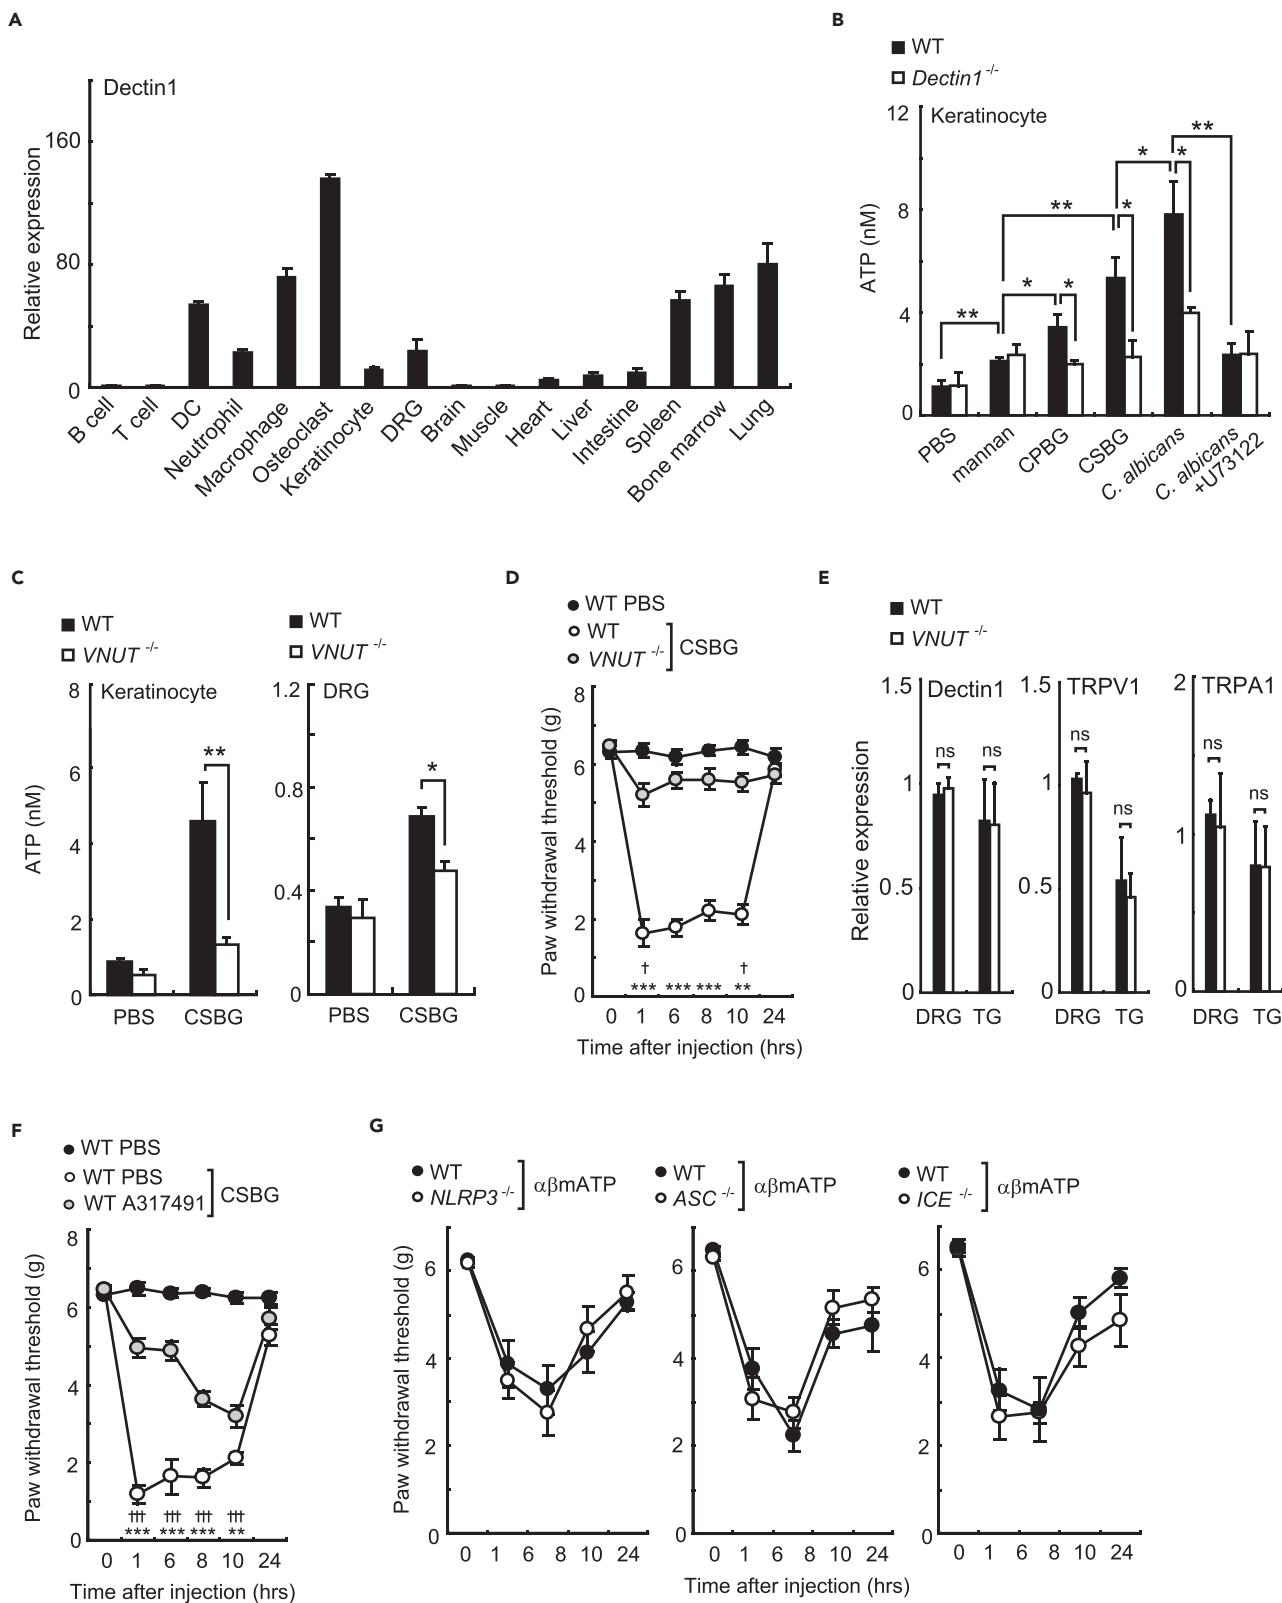 A
Dectin1
Relative expression
160
80
0
B cell
T cell
DC
Neutrophil
Macrophage
Osteoclast
Keratinocyte
DRG
Brain
Muscle
Heart
Liver
Intestine
Spleen
Bone marrow
Lung
B
WT
Dectin1 -/-
Keratinocyte
ATP (nM)
12
8
4
0
**
*
*
**
*
*
*
**
PBS
mannan
CPBG
CSBG
C. albicans
C. albicans
+U73122
C
WT
VNUT -/-
Keratinocyte
ATP (nM)
8
6
4
2
0
**
PBS
CSBG
WT
VNUT -/-
DRG
1.2
0.8
0.4
0
*
PBS
CSBG
D
WT PBS
WT
VNUT -/-
CSBG
Paw withdrawal threshold (g)
8
6
4
2
0
† †
*** *** *** **
0 1 6 8 10 24
Time after injection (hrs)
E
WT
VNUT -/-
Relative expression
1.5
1
0.5
0
Dectin1
ns ns
DRG TG
1.5
1
0.5
0
TRPV1
ns
ns
DRG TG
2
1
0
TRPA1
ns
ns
DRG TG
F
WT PBS
WT PBS
WT A317491
CSBG
Paw withdrawal threshold (g)
8
6
4
2
0
††† ††† ††† †††
*** *** *** **
0 1 6 8 10 24
Time after injection (hrs)
G
WT
NLRP3 -/-
αβmATP
Paw withdrawal threshold (g)
6
4
2
0
0 1 6 8 10 24
WT
ASC -/-
αβmATP
6
4
2
0
0 1 6 8 10 24
Time after injection (hrs)
WT
ICE -/-
αβmATP
6
4
2
0
0 1 6 8 10 24